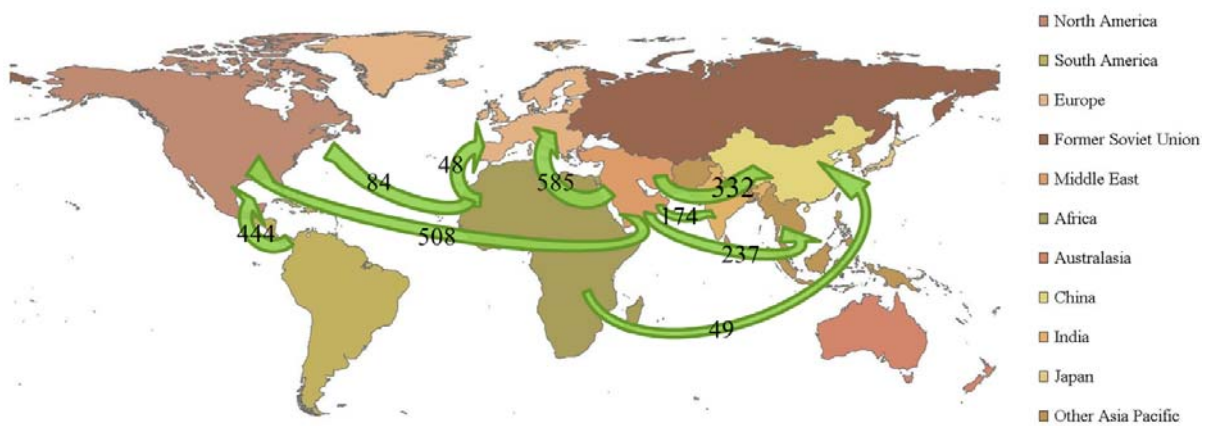 North America
South America
Europe
Former Soviet Union
Middle East
Africa
Australasia
China
India
Japan
Other Asia Pacific
84
48
585
332
174
444
508
237
49